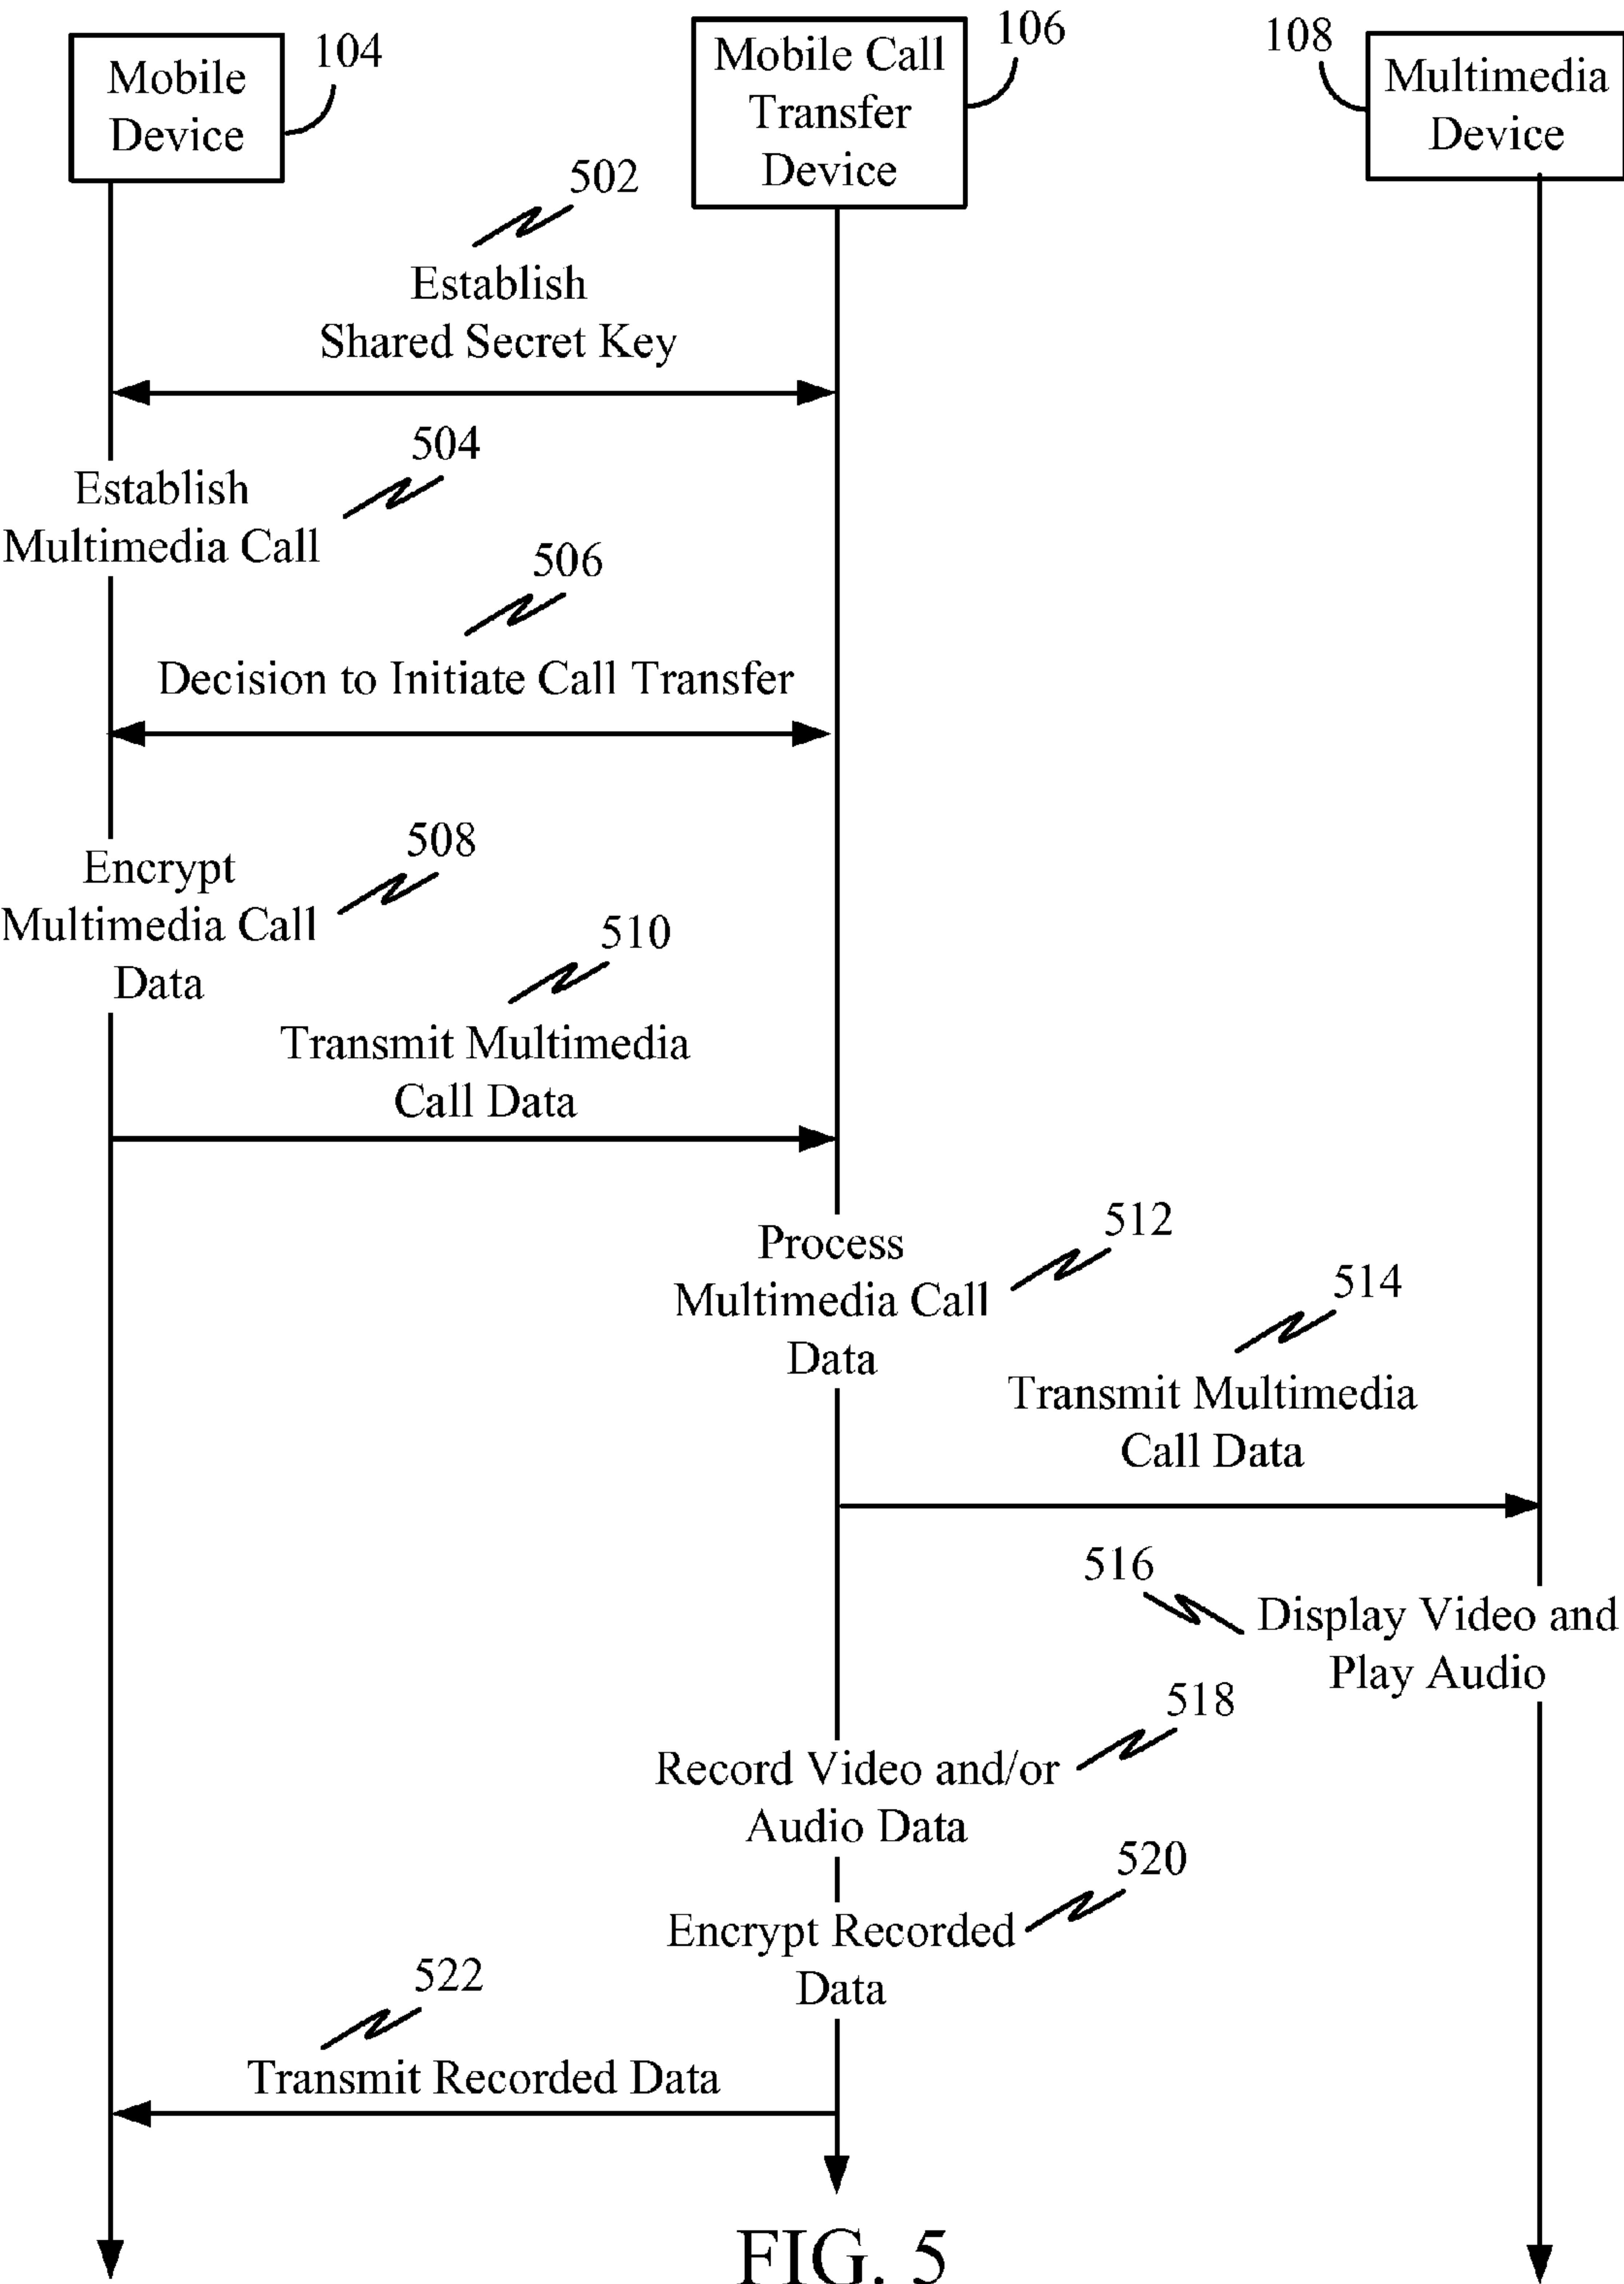 Mobile
Device
104
Mobile Call
Transfer
Device
106
108
Multimedia
Device
502
Establish
Shared Secret Key
504
Establish
Multimedia Call
506
Decision to Initiate Call Transfer
508
Encrypt
Multimedia Call
Data
510
Transmit Multimedia
Call Data
512
Process
Multimedia Call
Data
514
Transmit Multimedia
Call Data
516
Display Video and
Play Audio
518
Record Video and/or
Audio Data
520
Encrypt Recorded
Data
522
Transmit Recorded Data
FIG. 5